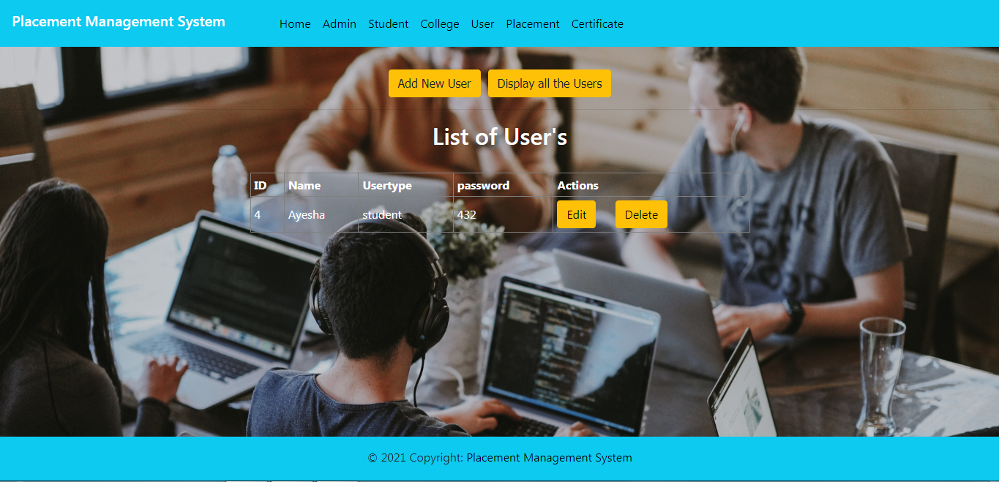 Placement Management System
Home Admin Student College User Placement Certificate
Add New User Display all the Users
List of User's
ID Name Usertype password Actions
4 Ayesha student 432 Edit Delete
© 2021 Copyright: Placement Management System